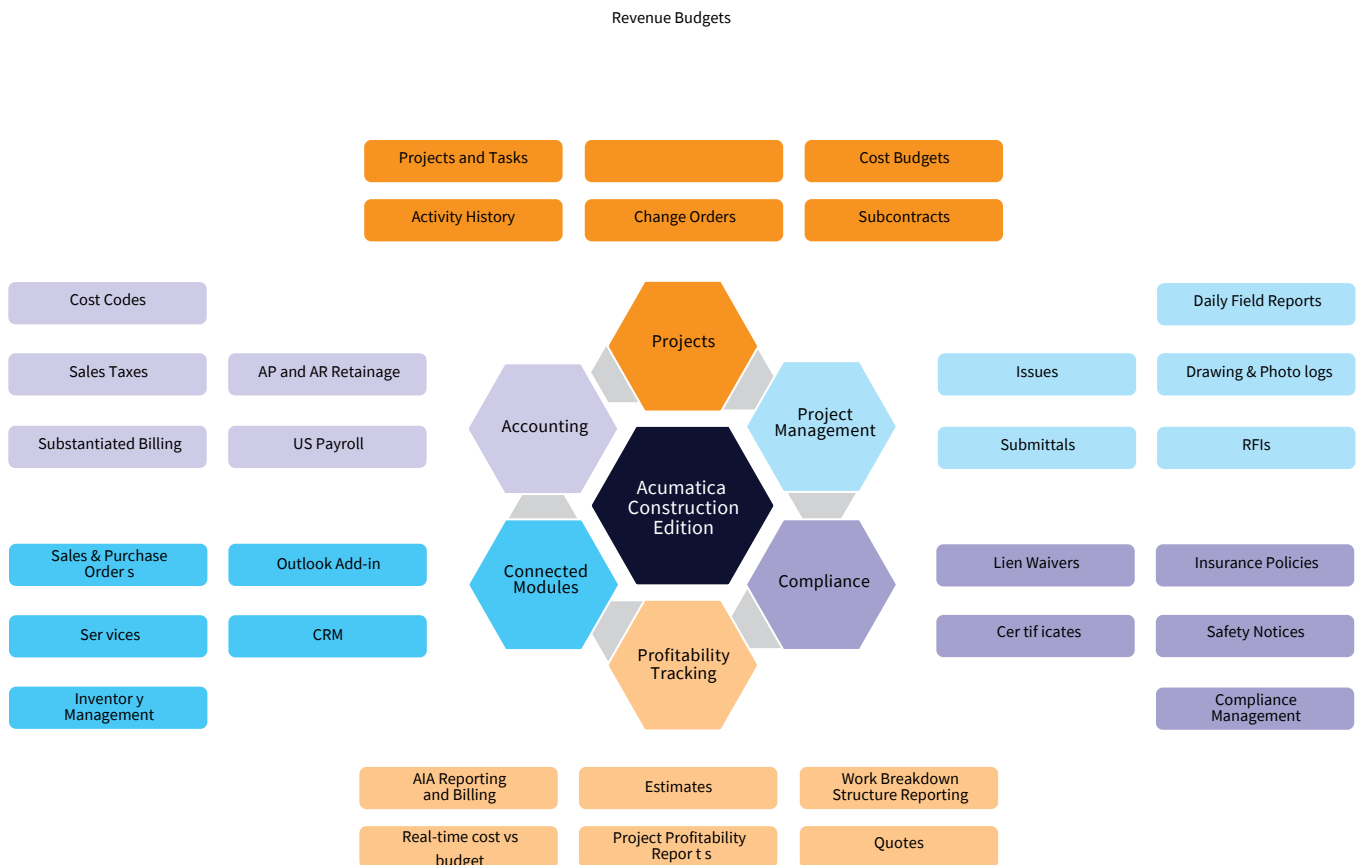 Revenue Budgets
Projects and Tasks
Cost Budgets
Activity History
Change Orders
Subcontracts
Cost Codes
Daily Field Reports
Projects
Sales Taxes
AP and AR Retainage
Issues
Drawing & Photo logs
Accounting
Project
Management
Substantiated Billing
US Payroll
Submittals
RFIs
Acumatica
Construction
Edition
Sales & Purchase
Order s
Outlook Add-in
Connected
Modules
Compliance
Lien Waivers
Insurance Policies
Ser vices
CRM
Cer tif icates
Safety Notices
Profitability
Tracking
Inventor y
Management
Compliance
Management
AIA Reporting
and Billing
Estimates
Work Breakdown
Structure Reporting
Real-time cost vs
budget
Project Profitability
Repor t s
Quotes